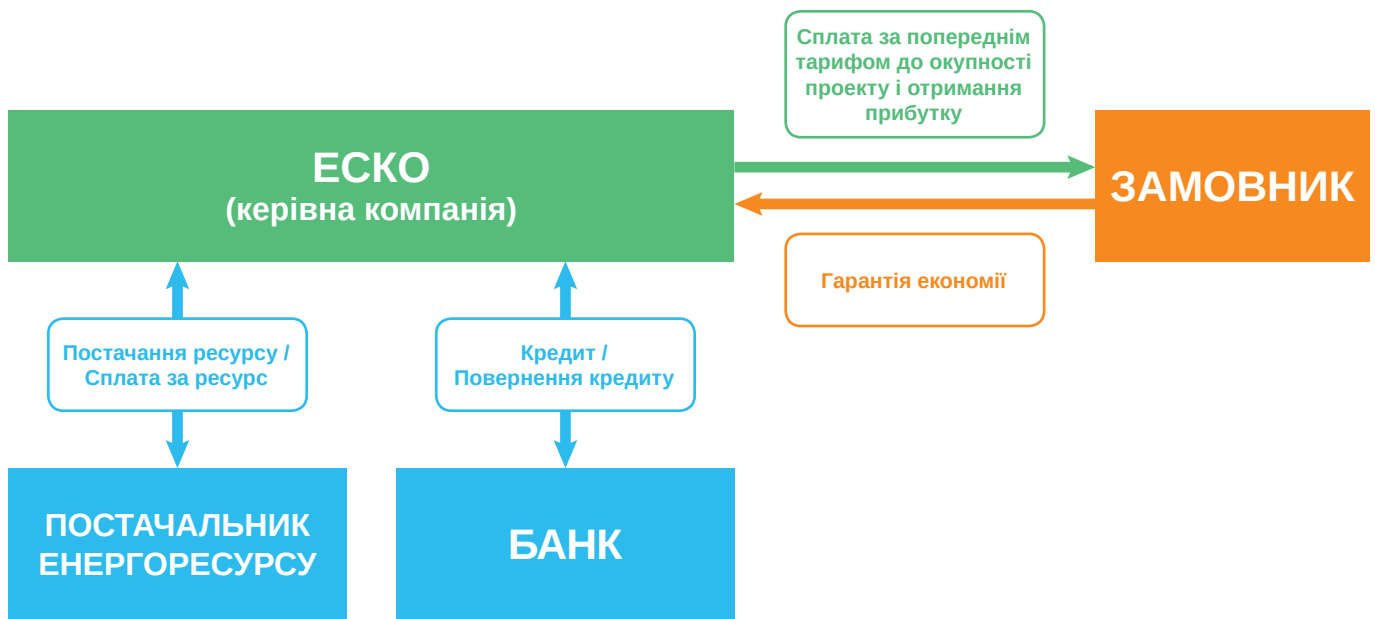 Сплата за попереднім
тарифом до окупності
проекту і отримання
прибутку
ЕСКО
(керівна компанія)
ЗАМОВНИК
Гарантія економії
Постачання ресурсу /
Сплата за ресурс
Кредит /
Повернення кредиту
ПОСТАЧАЛЬНИК
ЕНЕРГОРЕСУРСУ
БАНК